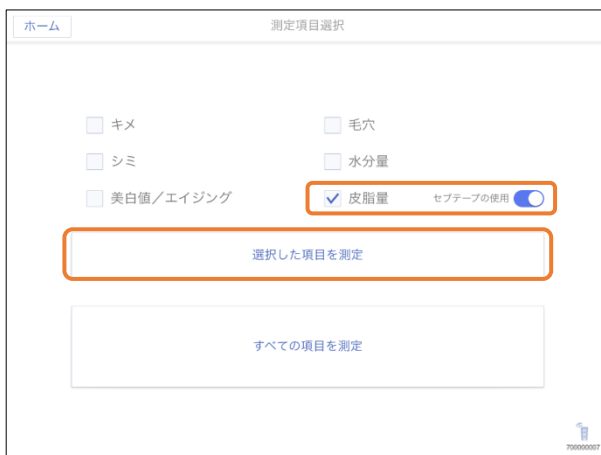 ホーム
測定項目選択
キメ
毛穴
シミ
水分量
美白値／エイジング
皮脂量 セブテープの使用
選択した項目を測定
すべての項目を測定
700000007